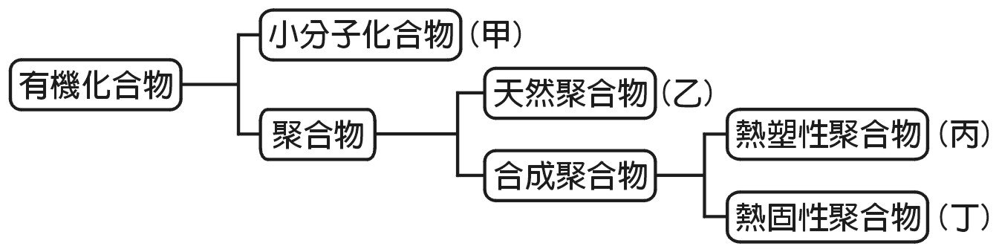 小分子化合物（甲）
有機化合物
天然聚合物（乙）
聚合物
熱塑性聚合物（丙）
合成聚合物
熱固性聚合物（丁）